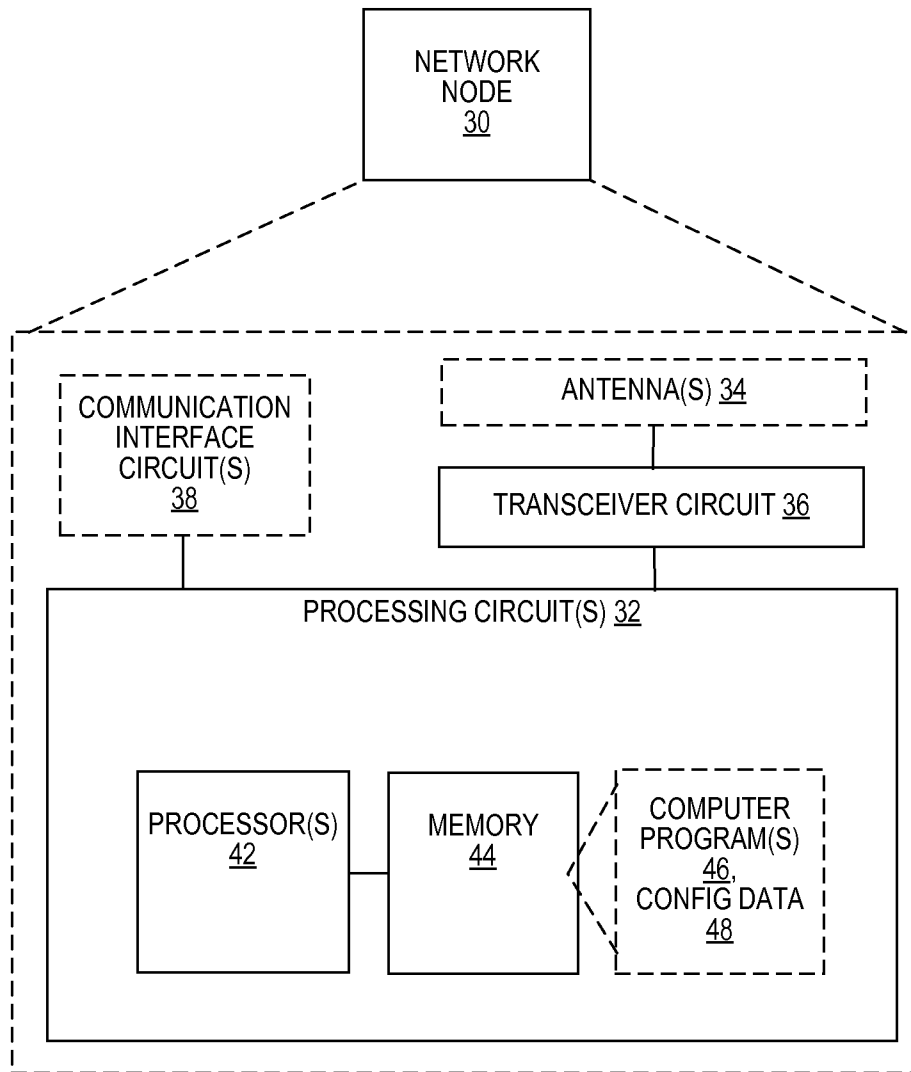 NETWORK
NODE
30
COMMUNICATION
INTERFACE
CIRCUIT(S)
38
ANTENNA(S) 34
TRANSCEIVER CIRCUIT 36
PROCESSING CIRCUIT(S) 32
PROCESSOR(S)
42
MEMORY
44
COMPUTER
PROGRAM(S)
46,
CONFIG DATA
48